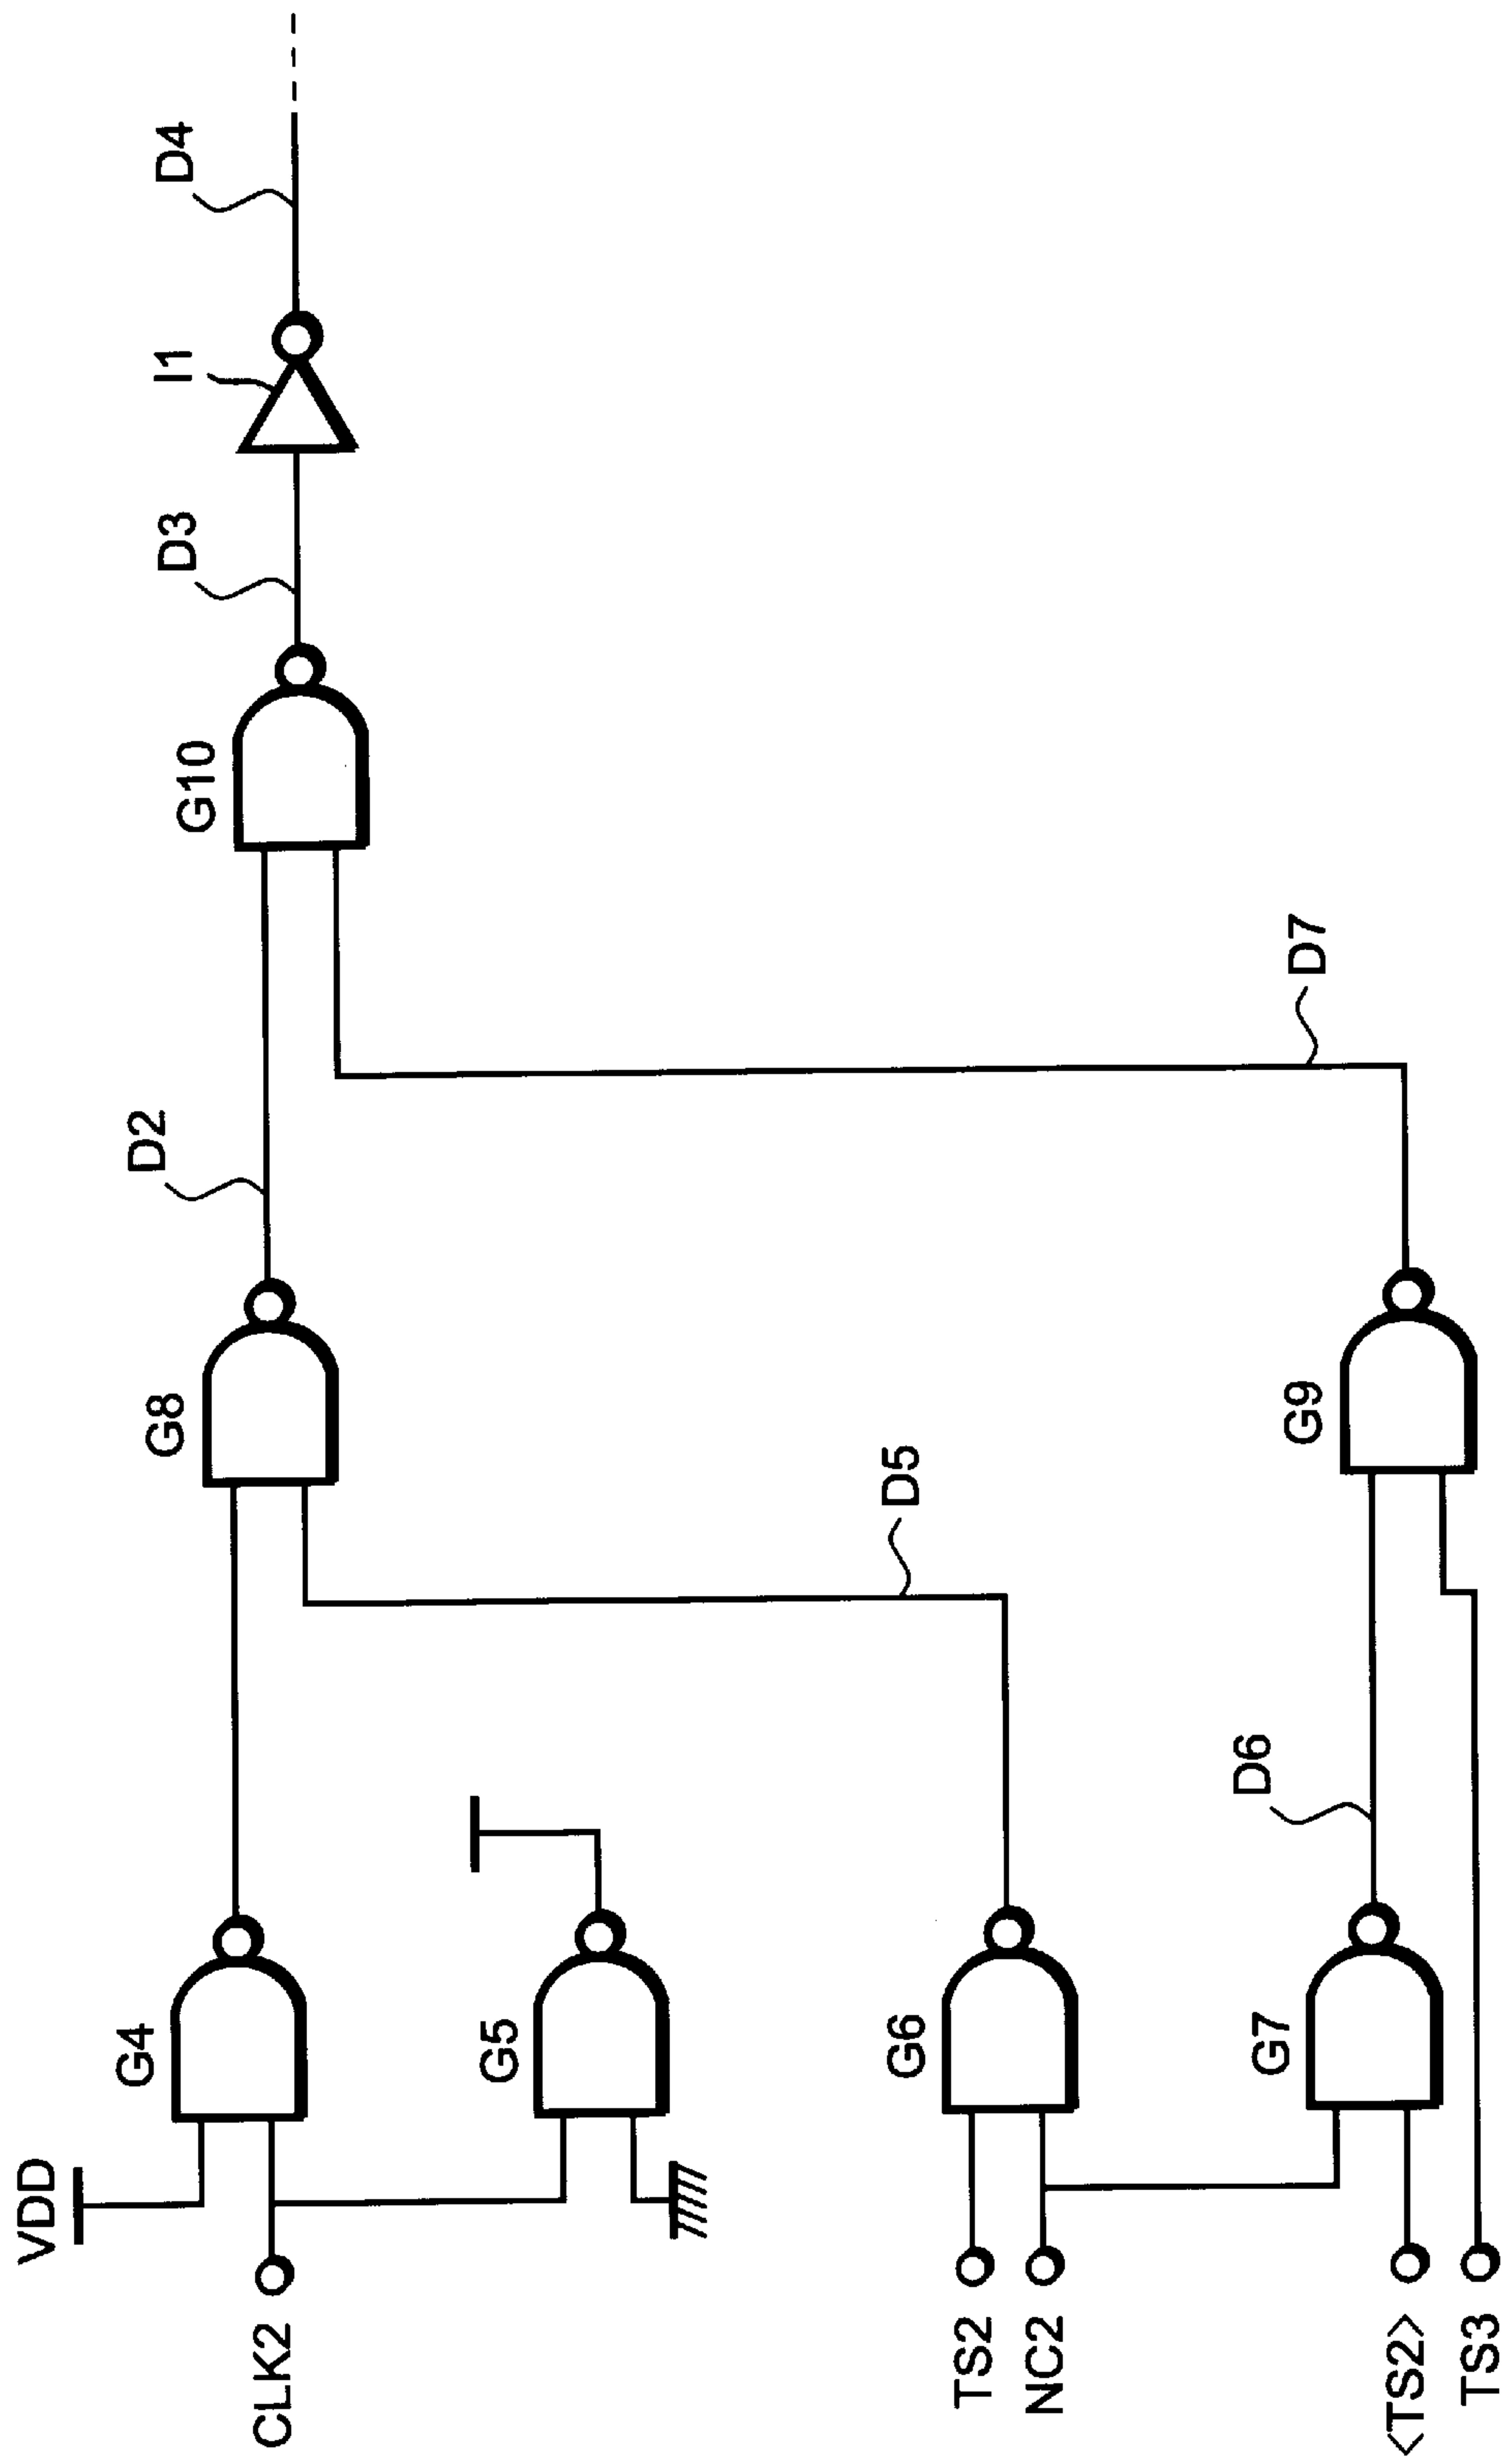 VDD
CLK2
G4
G5
TS2
NC2
G6
<TS2>
TS3
G7
D6
D5
G8
G9
D2
D7
G10
D3
I1
D4